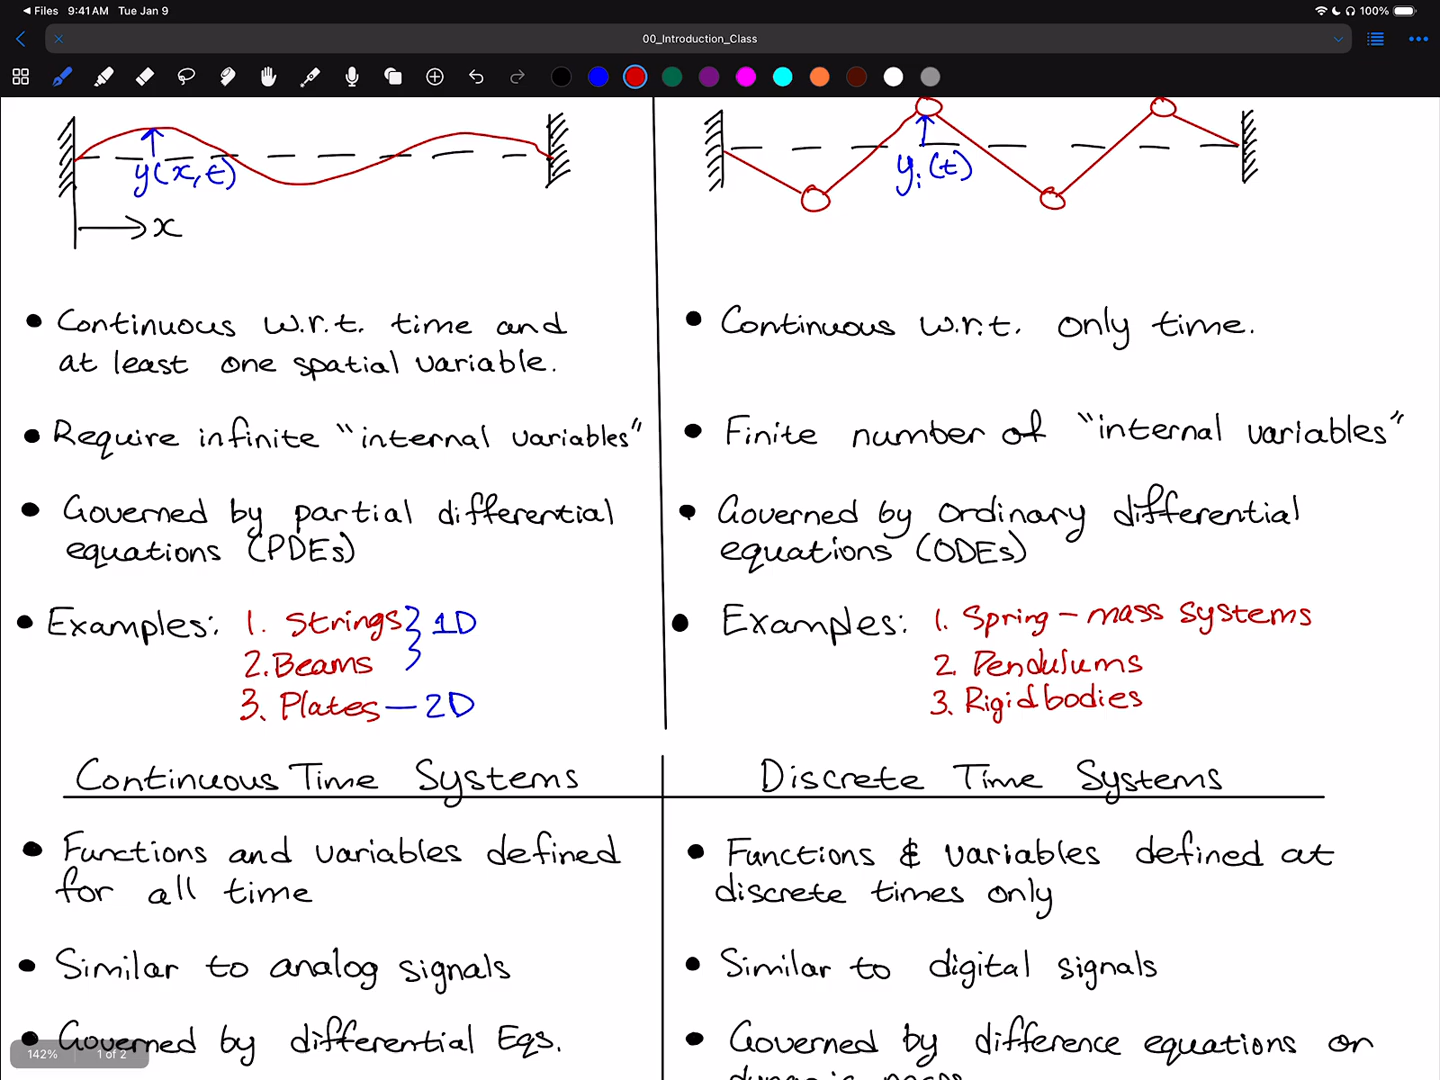 Files 9:41 AM Tue Jan 9 100%
00_Introduction_Class
y(x,t)
x
yᵢ(t)
• Continuous w.r.t. time and
at least one spatial variable.
• Require infinite "internal variables"
• Governed by partial differential
equations (PDEs)
• Examples: 1. Strings } 1D
2. Beams
3. Plates — 2D
• Continuous w.r.t. only time.
• Finite number of "internal variables"
• Governed by ordinary differential
equations (ODEs)
• Examples: 1. Spring - mass systems
2. Pendulums
3. Rigid bodies
Continuous Time Systems
• Functions and variables defined
for all time
• Similar to analog signals
• Governed by differential Eqs.
Discrete Time Systems
• Functions & variables defined at
discrete times only
• Similar to digital signals
• Governed by difference equations or
142% 1 of 2